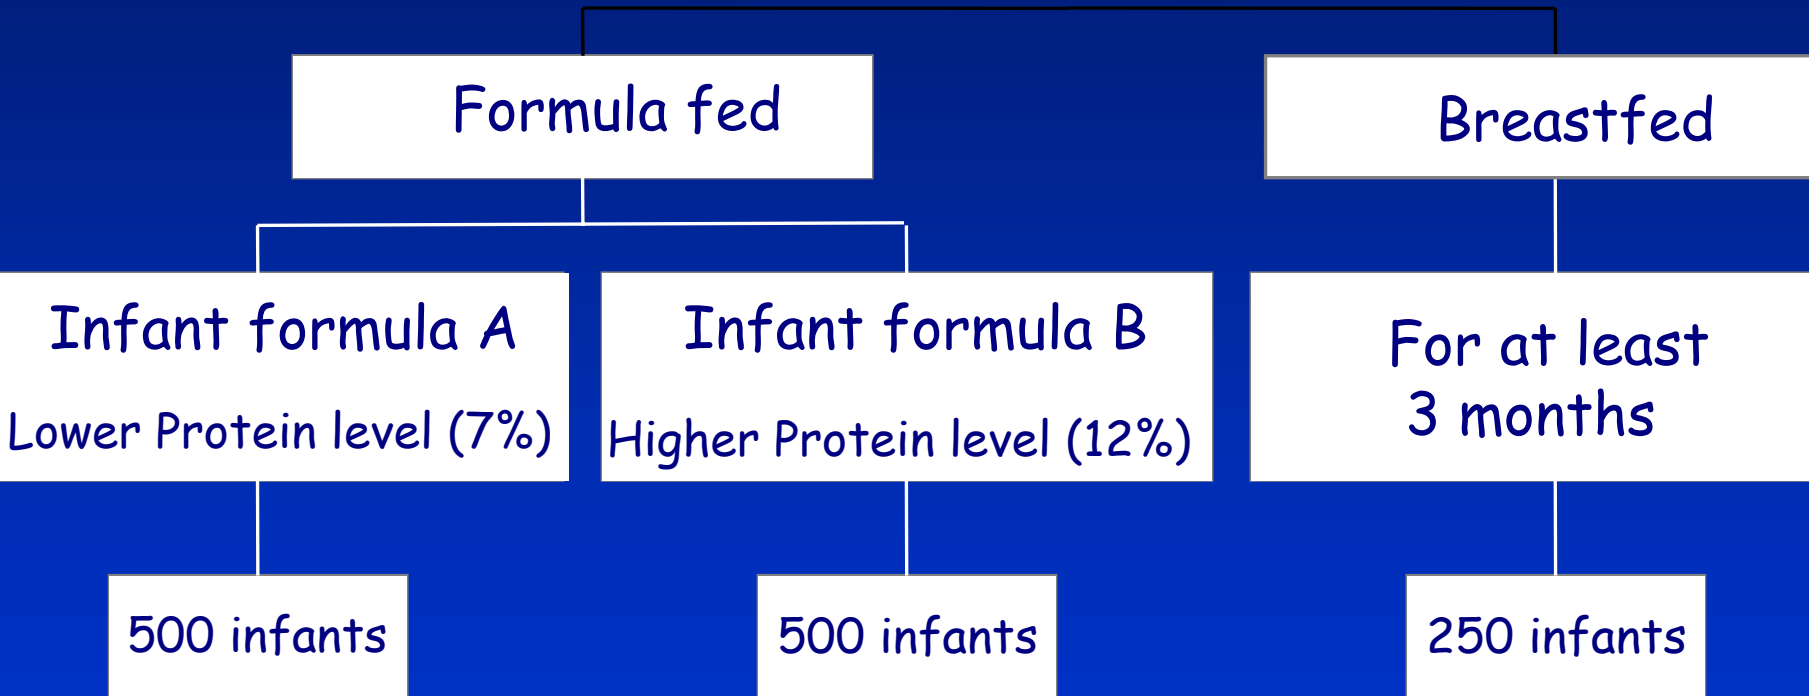 Formula fed
Breastfed
Infant formula A
Lower Protein level (7%)
Infant formula B
Higher Protein level (12%)
For at least
3 months
500 infants
500 infants
250 infants